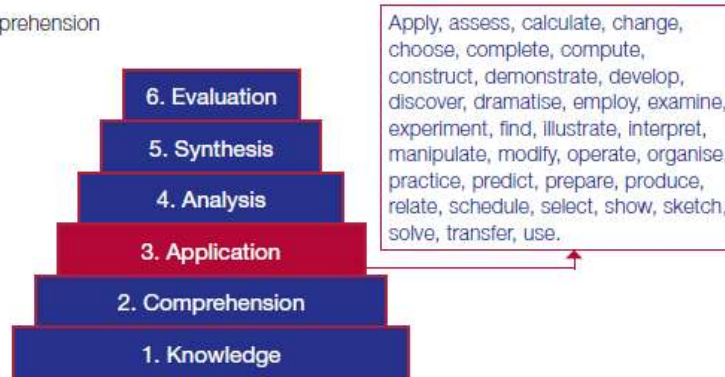 prehension
Apply, assess, calculate, change,
choose, complete, compute,
construct, demonstrate, develop,
discover, dramatise, employ, examine,
experiment, find, illustrate, interpret,
manipulate, modify, operate, organise,
practice, predict, prepare, produce,
relate, schedule, select, show, sketch,
solve, transfer, use.
6. Evaluation
5. Synthesis
4. Analysis
3. Application
2. Comprehension
1. Knowledge